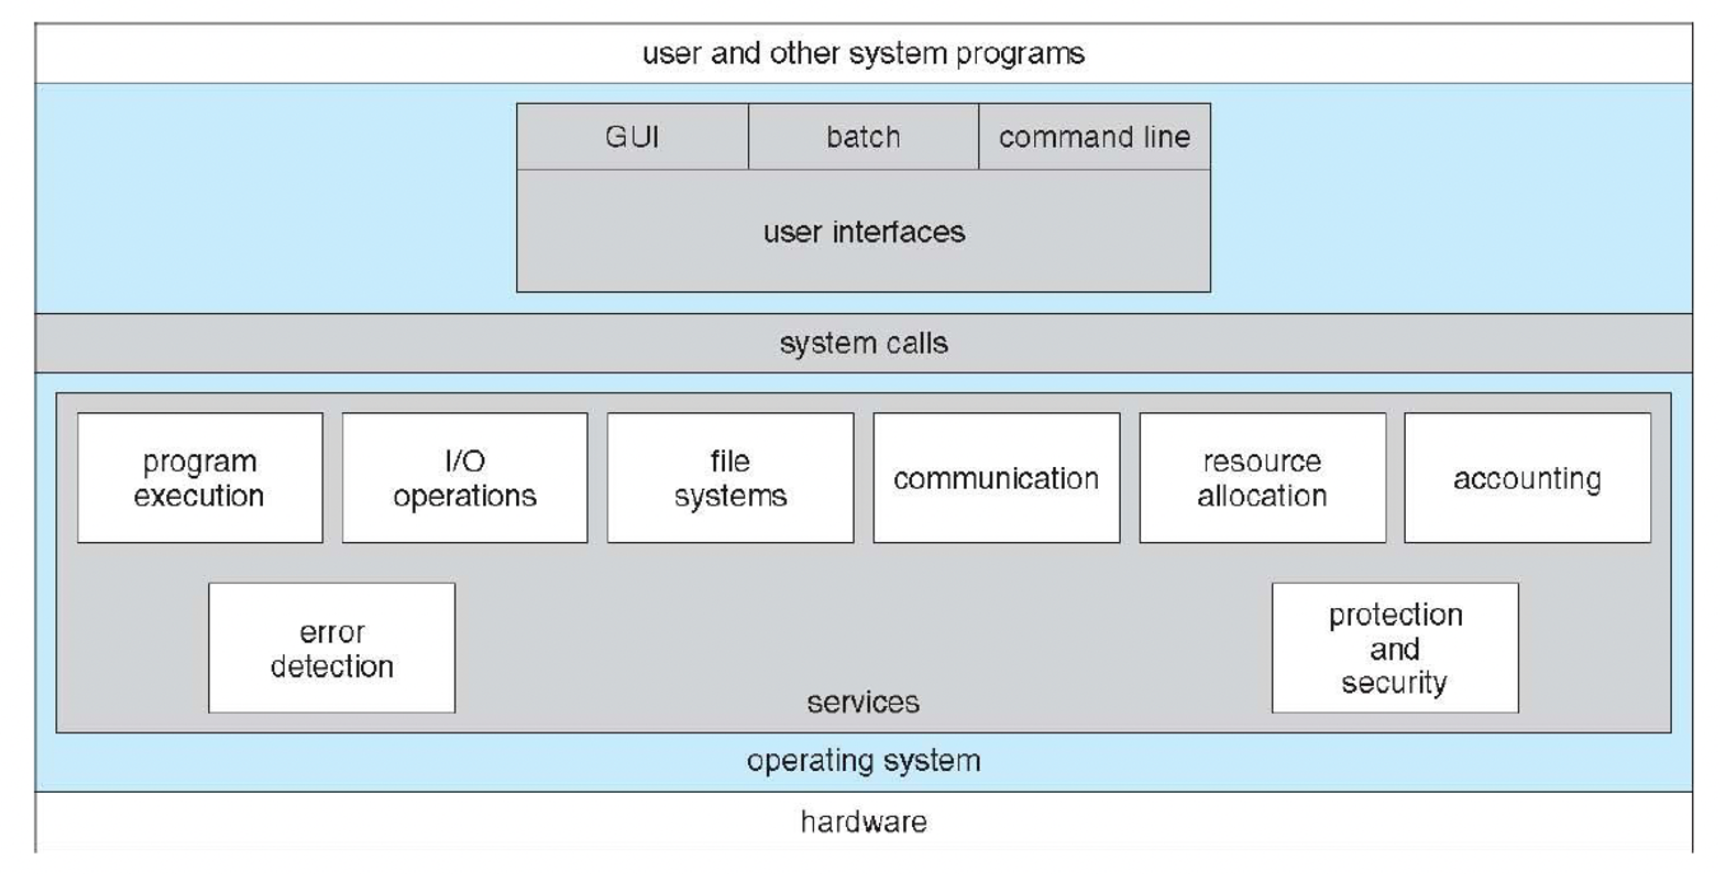 user and other system programs
GUI
batch
command line
user interfaces
system calls
program
execution
I/O
operations
file
systems
communication
resource
allocation
accounting
error
detection
protection
and
security
services
operating system
hardware